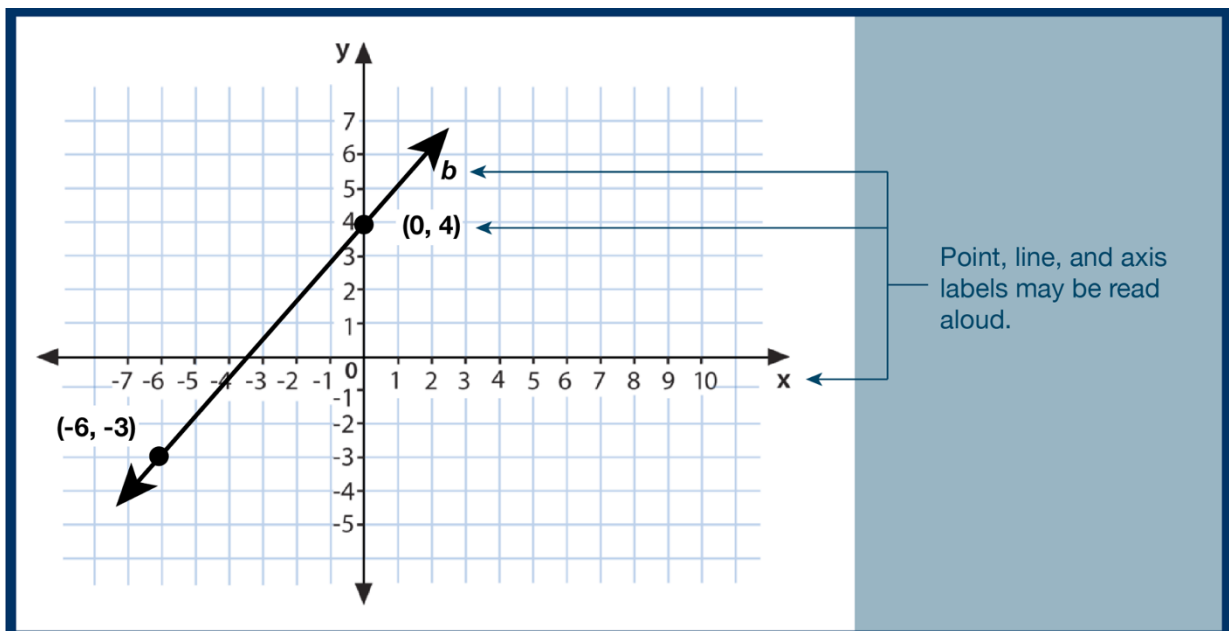 y
7
6
b
5
4
(0, 4)
3
Point, line, and axis
labels may be read
aloud.
2
1
0
-7 -6 -5 -4 -3 -2 -1 1 2 3 4 5 6 7 8 9 10 x
-1
(-6, -3)
-2
-3
-4
-5